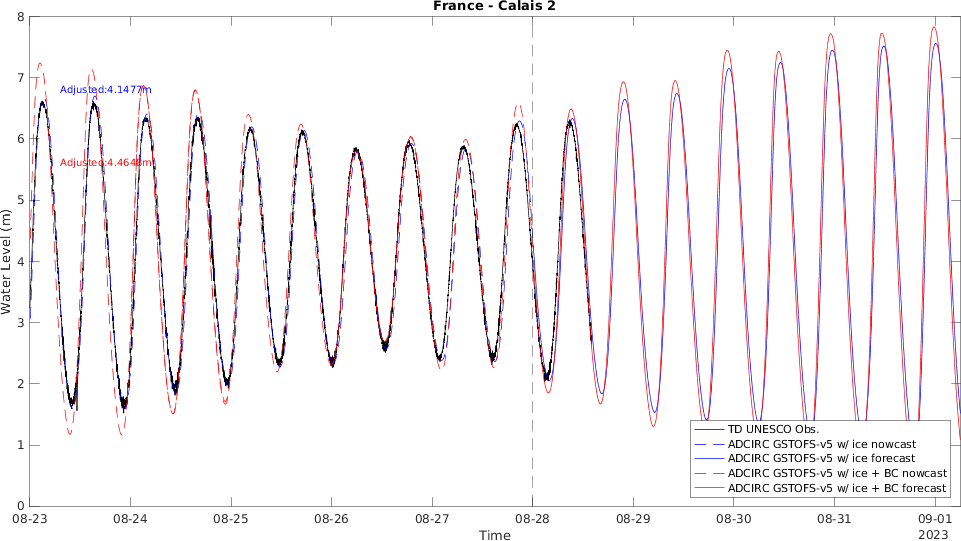 France - Calais 2
8
7
6
5
4
3
2
1
0
Water Level (m)
Adjusted:4.1477m
Adjusted:4.4648m
TD UNESCO Obs.
ADCIRC GSTOFS-v5 w/ ice nowcast
ADCIRC GSTOFS-v5 w/ ice forecast
ADCIRC GSTOFS-v5 w/ ice + BC nowcast
ADCIRC GSTOFS-v5 w/ ice + BC forecast
08-23 08-24 08-25 08-26 08-27 08-28 08-29 08-30 08-31 09-01
Time
2023